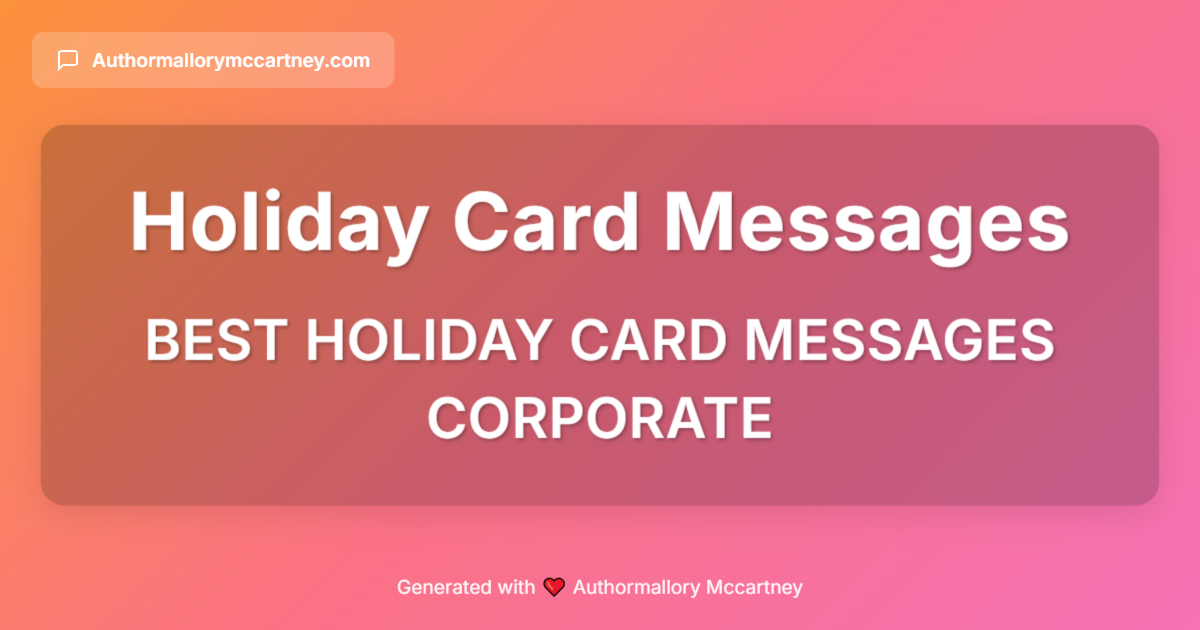 Authormallorymccartney.com
Holiday Card Messages
BEST HOLIDAY CARD MESSAGES
CORPORATE
Generated with ❤️ Authormallory Mccartney